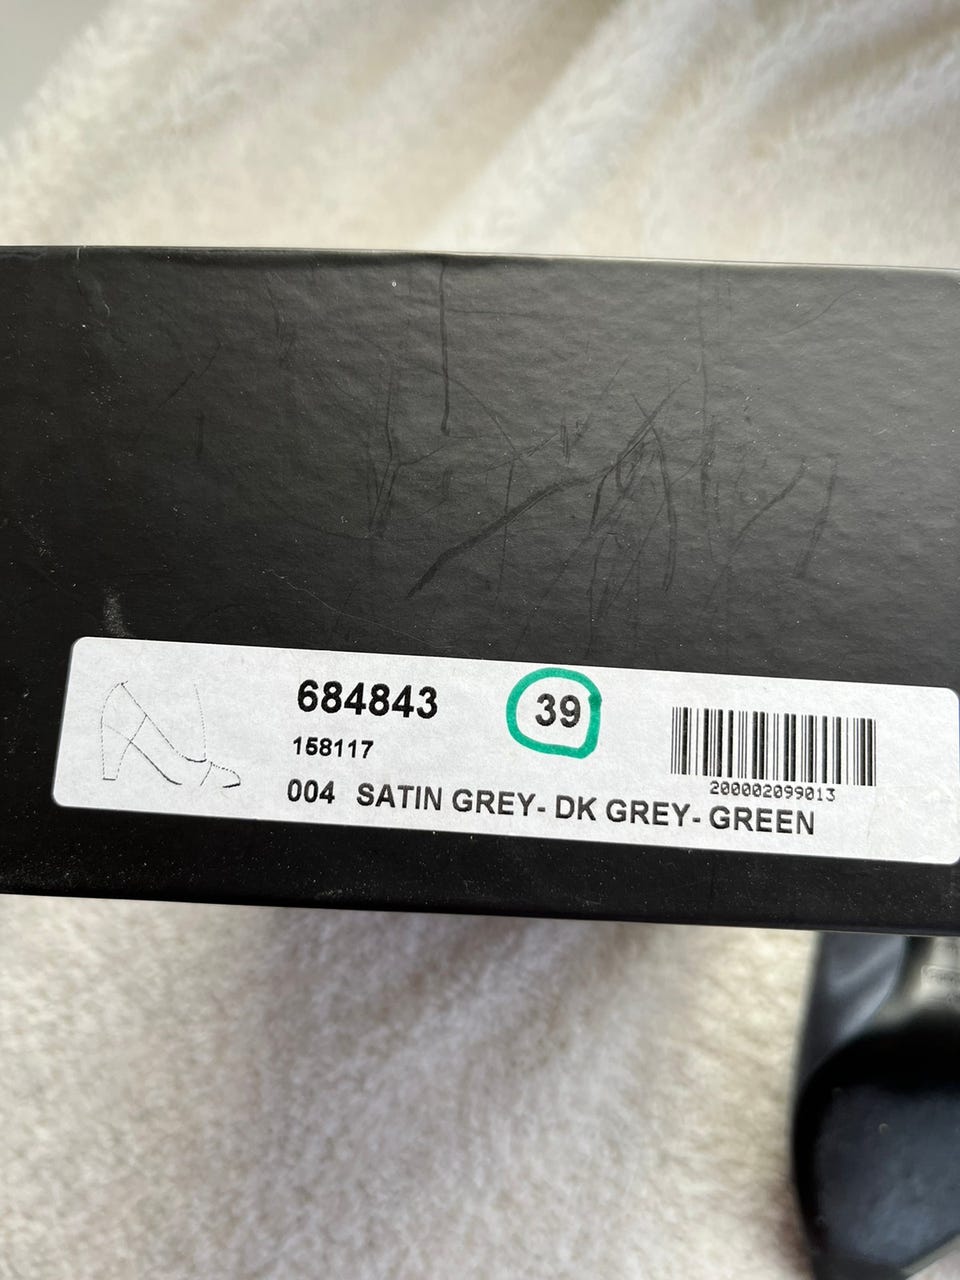 684843 39
158117
200002099013
004 SATIN GREY- DK GREY- GREEN